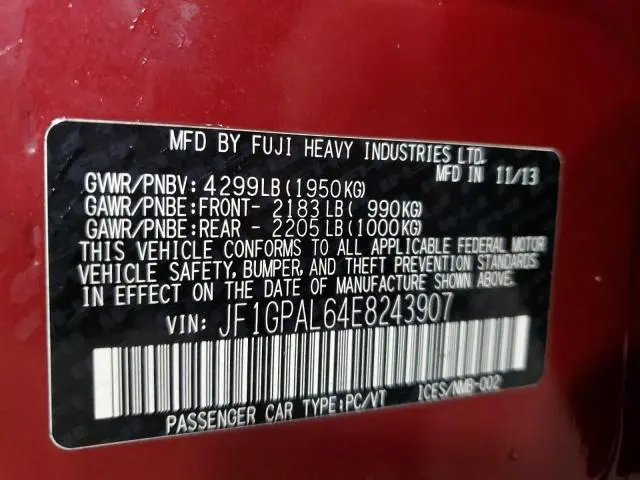 MFD BY FUJI HEAVY INDUSTRIES LTD.
MFD IN 11/13
GVWR/PNBV: 4299LB(1950KG)
GAWR/PNBE:FRONT- 2183LB( 990KG)
GAWR/PNBE:REAR - 2205LB(1000KG)
THIS VEHICLE CONFORMS TO ALL APPLICABLE FEDERAL MOTOR
VEHICLE SAFETY, BUMPER, AND THEFT PREVENTION STANDARDS
IN EFFECT ON THE DATE OF MANUFACTURE SHOWN ABOVE.
VIN: JF1GPAL64E8243907
PASSENGER CAR TYPE:PC/VT ICES/NMB-002